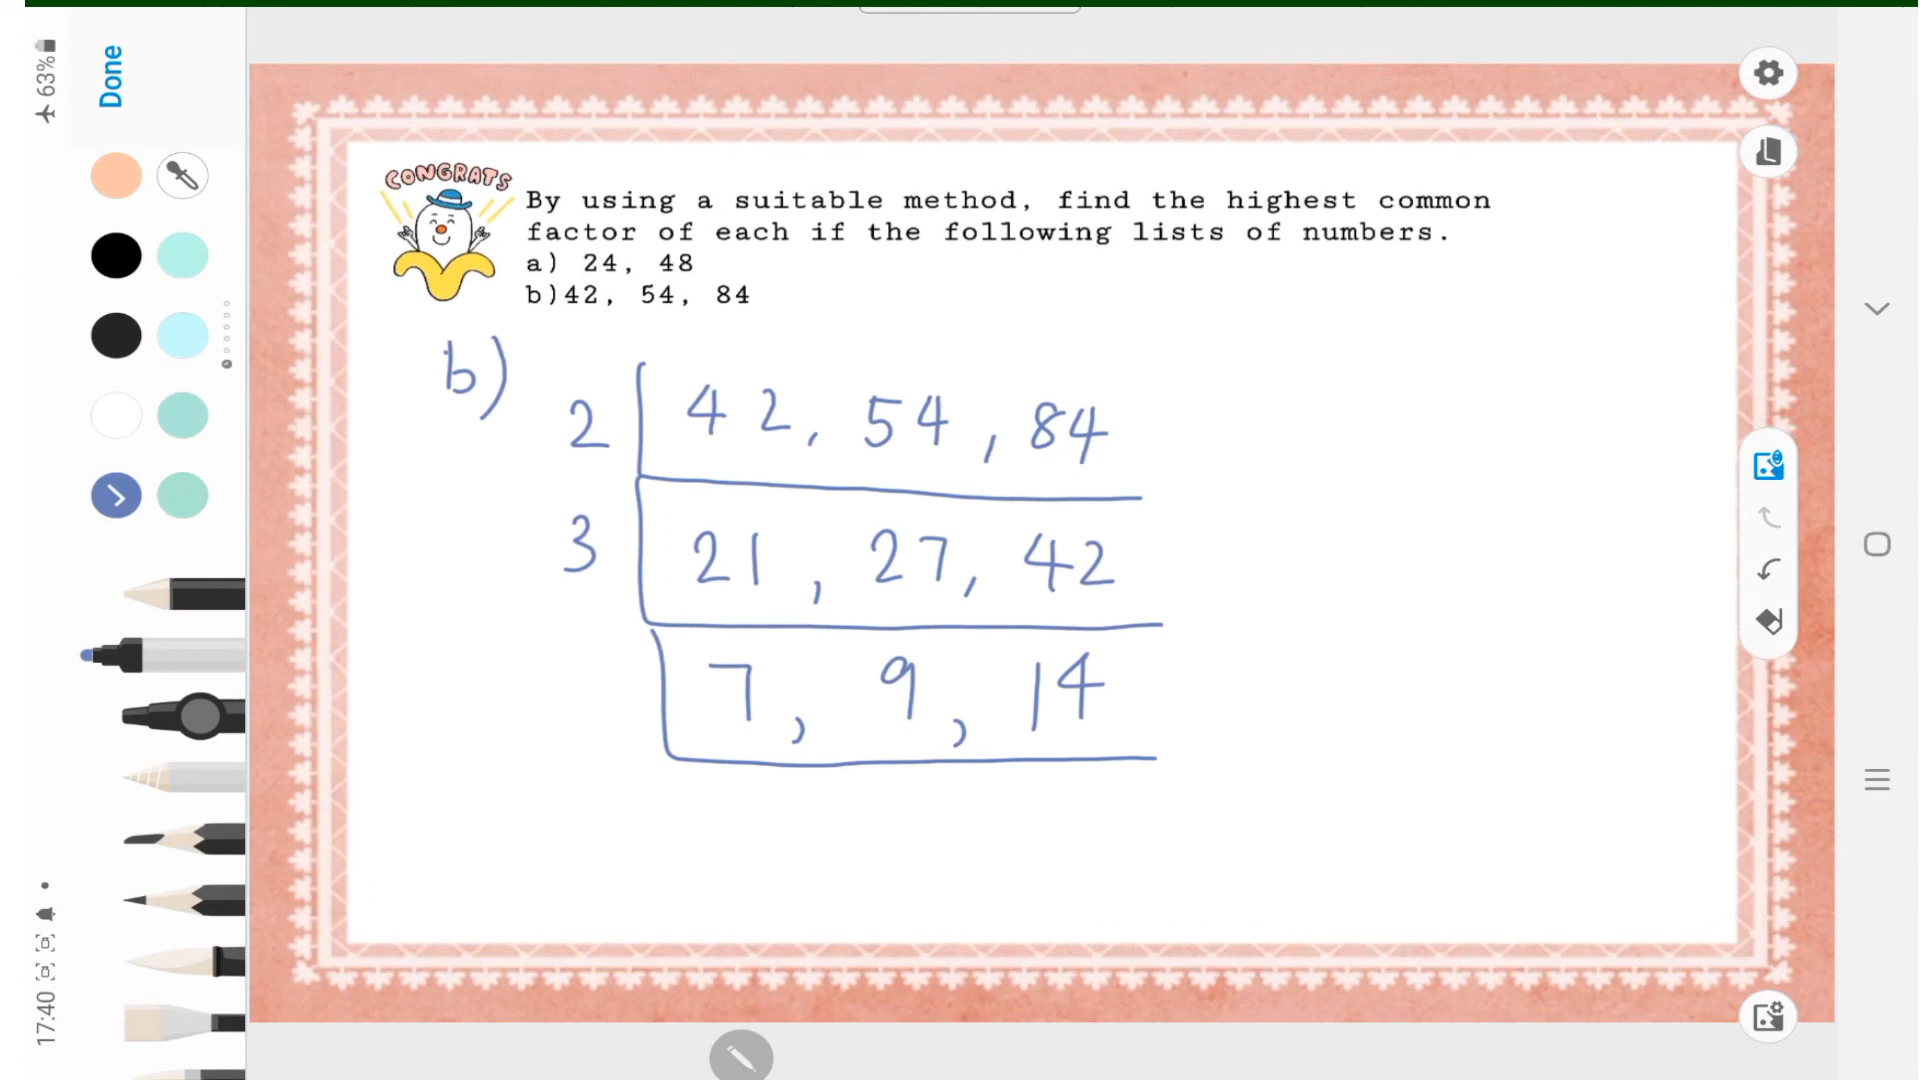 63%
Done
CONGRATS
By using a suitable method, find the highest common
factor of each if the following lists of numbers.
a) 24, 48
b)42, 54, 84
b)
2 42, 54, 84
3 21, 27, 42
7, 9, 14
17:40